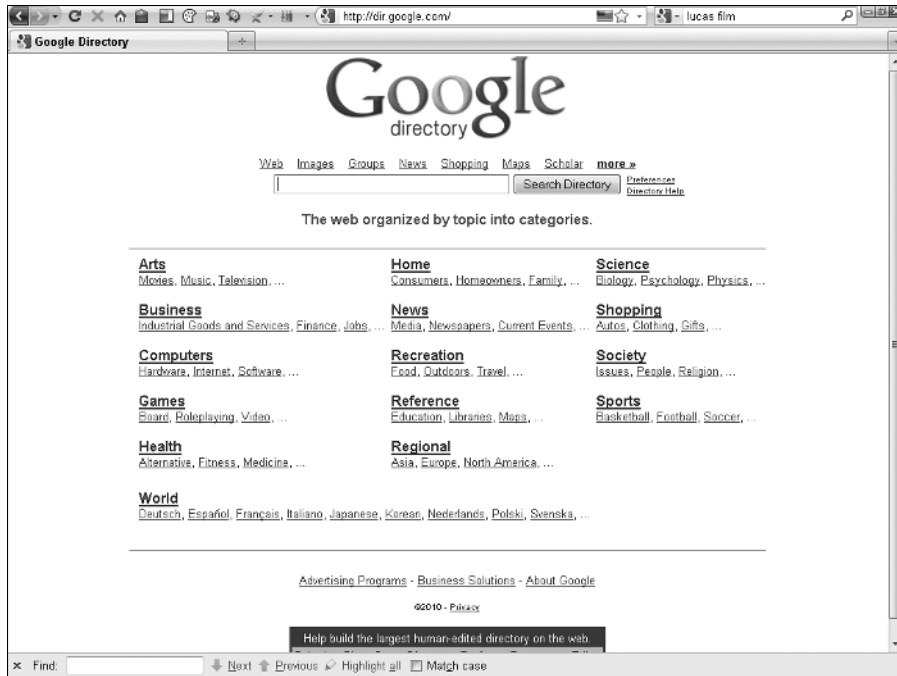 http://dir.google.com/ lucas film
Google Directory
Google
directory
Web Images Groups News Shopping Maps Scholar more »
Search Directory Preferences
Directory Help
The web organized by topic into categories.
Arts Home Science
Movies, Music, Television, ... Consumers, Homeowners, Family, ... Biology, Psychology, Physics, ...
Business News Shopping
Industrial Goods and Services, Finance, Jobs, ... Media, Newspapers, Current Events, ... Autos, Clothing, Gifts, ...
Computers Recreation Society
Hardware, Internet, Software, ... Food, Outdoors, Travel, ... Issues, People, Religion, ...
Games Reference Sports
Board, Roleplaying, Video, ... Education, Libraries, Maps, ... Basketball, Football, Soccer, ...
Health Regional
Alternative, Fitness, Medicine, ... Asia, Europe, North America, ...
World
Deutsch, Español, Français, Italiano, Japanese, Korean, Nederlands, Polski, Svenska, ...
Advertising Programs - Business Solutions - About Google
©2010 - Privacy
Help build the largest human-edited directory on the web.
× Find: Next Previous Highlight all Match case